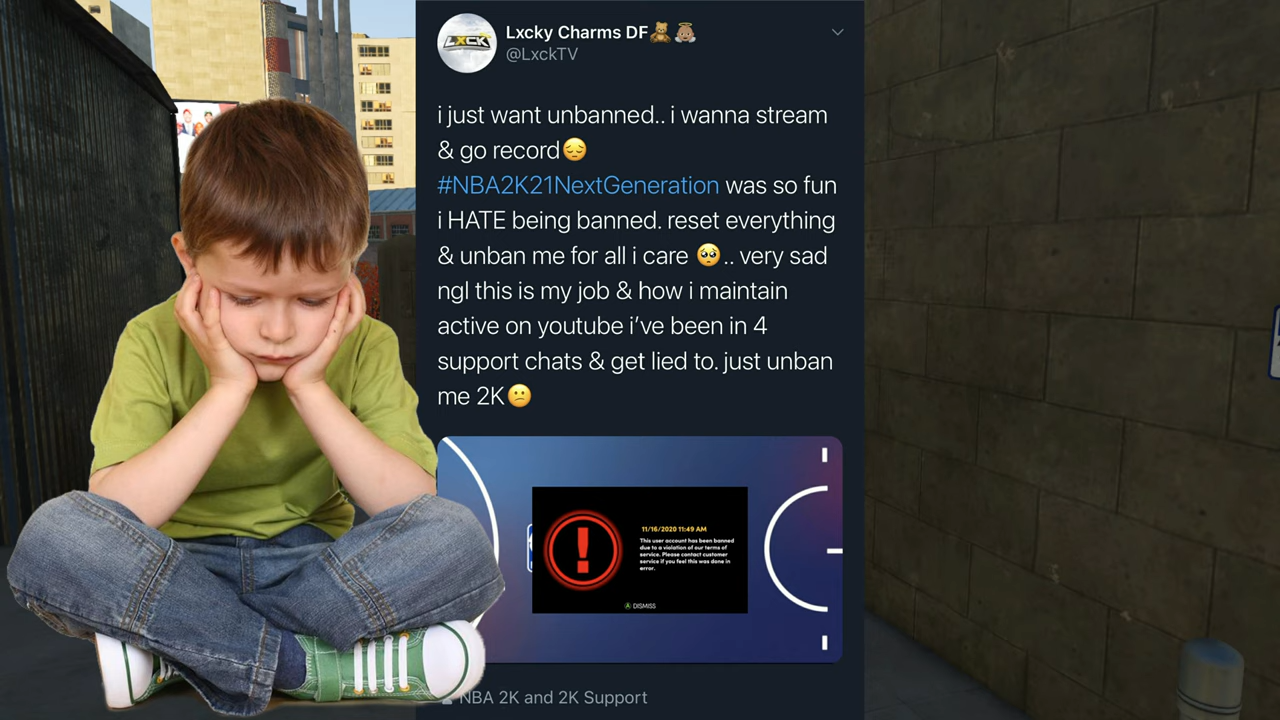 LXCK
Lxcky Charms DF🧸👼🏽
@LxckTV
i just want unbanned.. i wanna stream
& go record😔
#NBA2K21NextGeneration was so fun
i HATE being banned. reset everything
& unban me for all i care 🥺.. very sad
ngl this is my job & how i maintain
active on youtube i’ve been in 4
support chats & get lied to. just unban
me 2K😕
11/16/2020 11:49 AM
This user account has been banned
due to a violation of our terms of
service. Please contact customer
service if you feel this was done in
error.
A DISMISS
NBA 2K and 2K Support